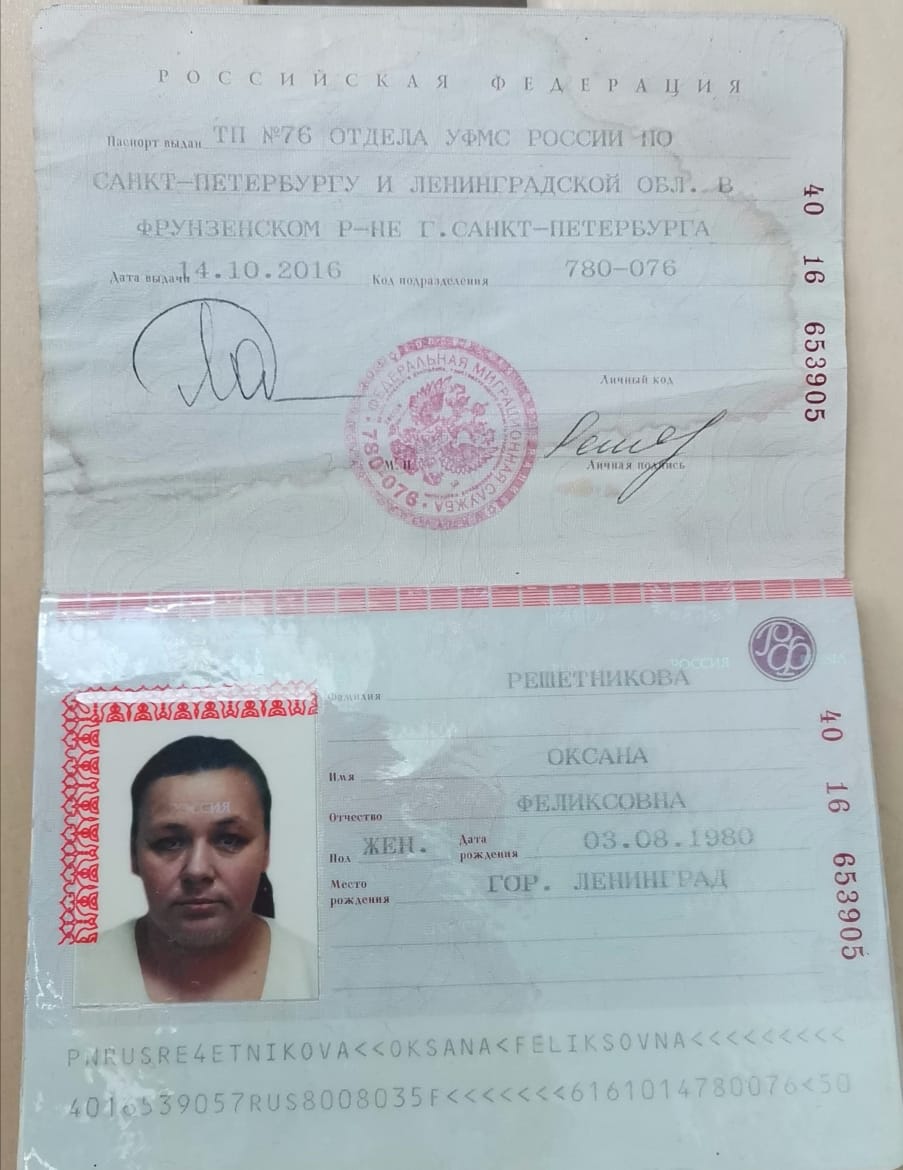 РОССИЙСКАЯ ФЕДЕРАЦИЯ
Паспорт выдан ТП №76 ОТДЕЛА УФМС РОССИИ ПО
САНКТ-ПЕТЕРБУРГУ И ЛЕНИНГРАДСКОЙ ОБЛ. В
ФРУНЗЕНСКОМ Р-НЕ Г.САНКТ-ПЕТЕРБУРГА
Дата выдачи 14.10.2016 Код подразделения 780-076
40 16 653905
ФЕДЕРАЛЬНАЯ МИГРАЦИОННАЯ СЛУЖБА
780-076
М. П.
Личный код
Личная подпись
РФ
РОССИЯ
Фамилия РЕШЕТНИКОВА
Имя ОКСАНА
Отчество ФЕЛИКСОВНА
Пол ЖЕН. Дата рождения 03.08.1980
Место рождения ГОР. ЛЕНИНГРАД
40 16 653905
PNRUSRE4ETNIKOVA<<OKSANA<FELIKSOVNA<<<<<<<<<
4016539057RUS8008035F<<<<<<<6161014780076<50